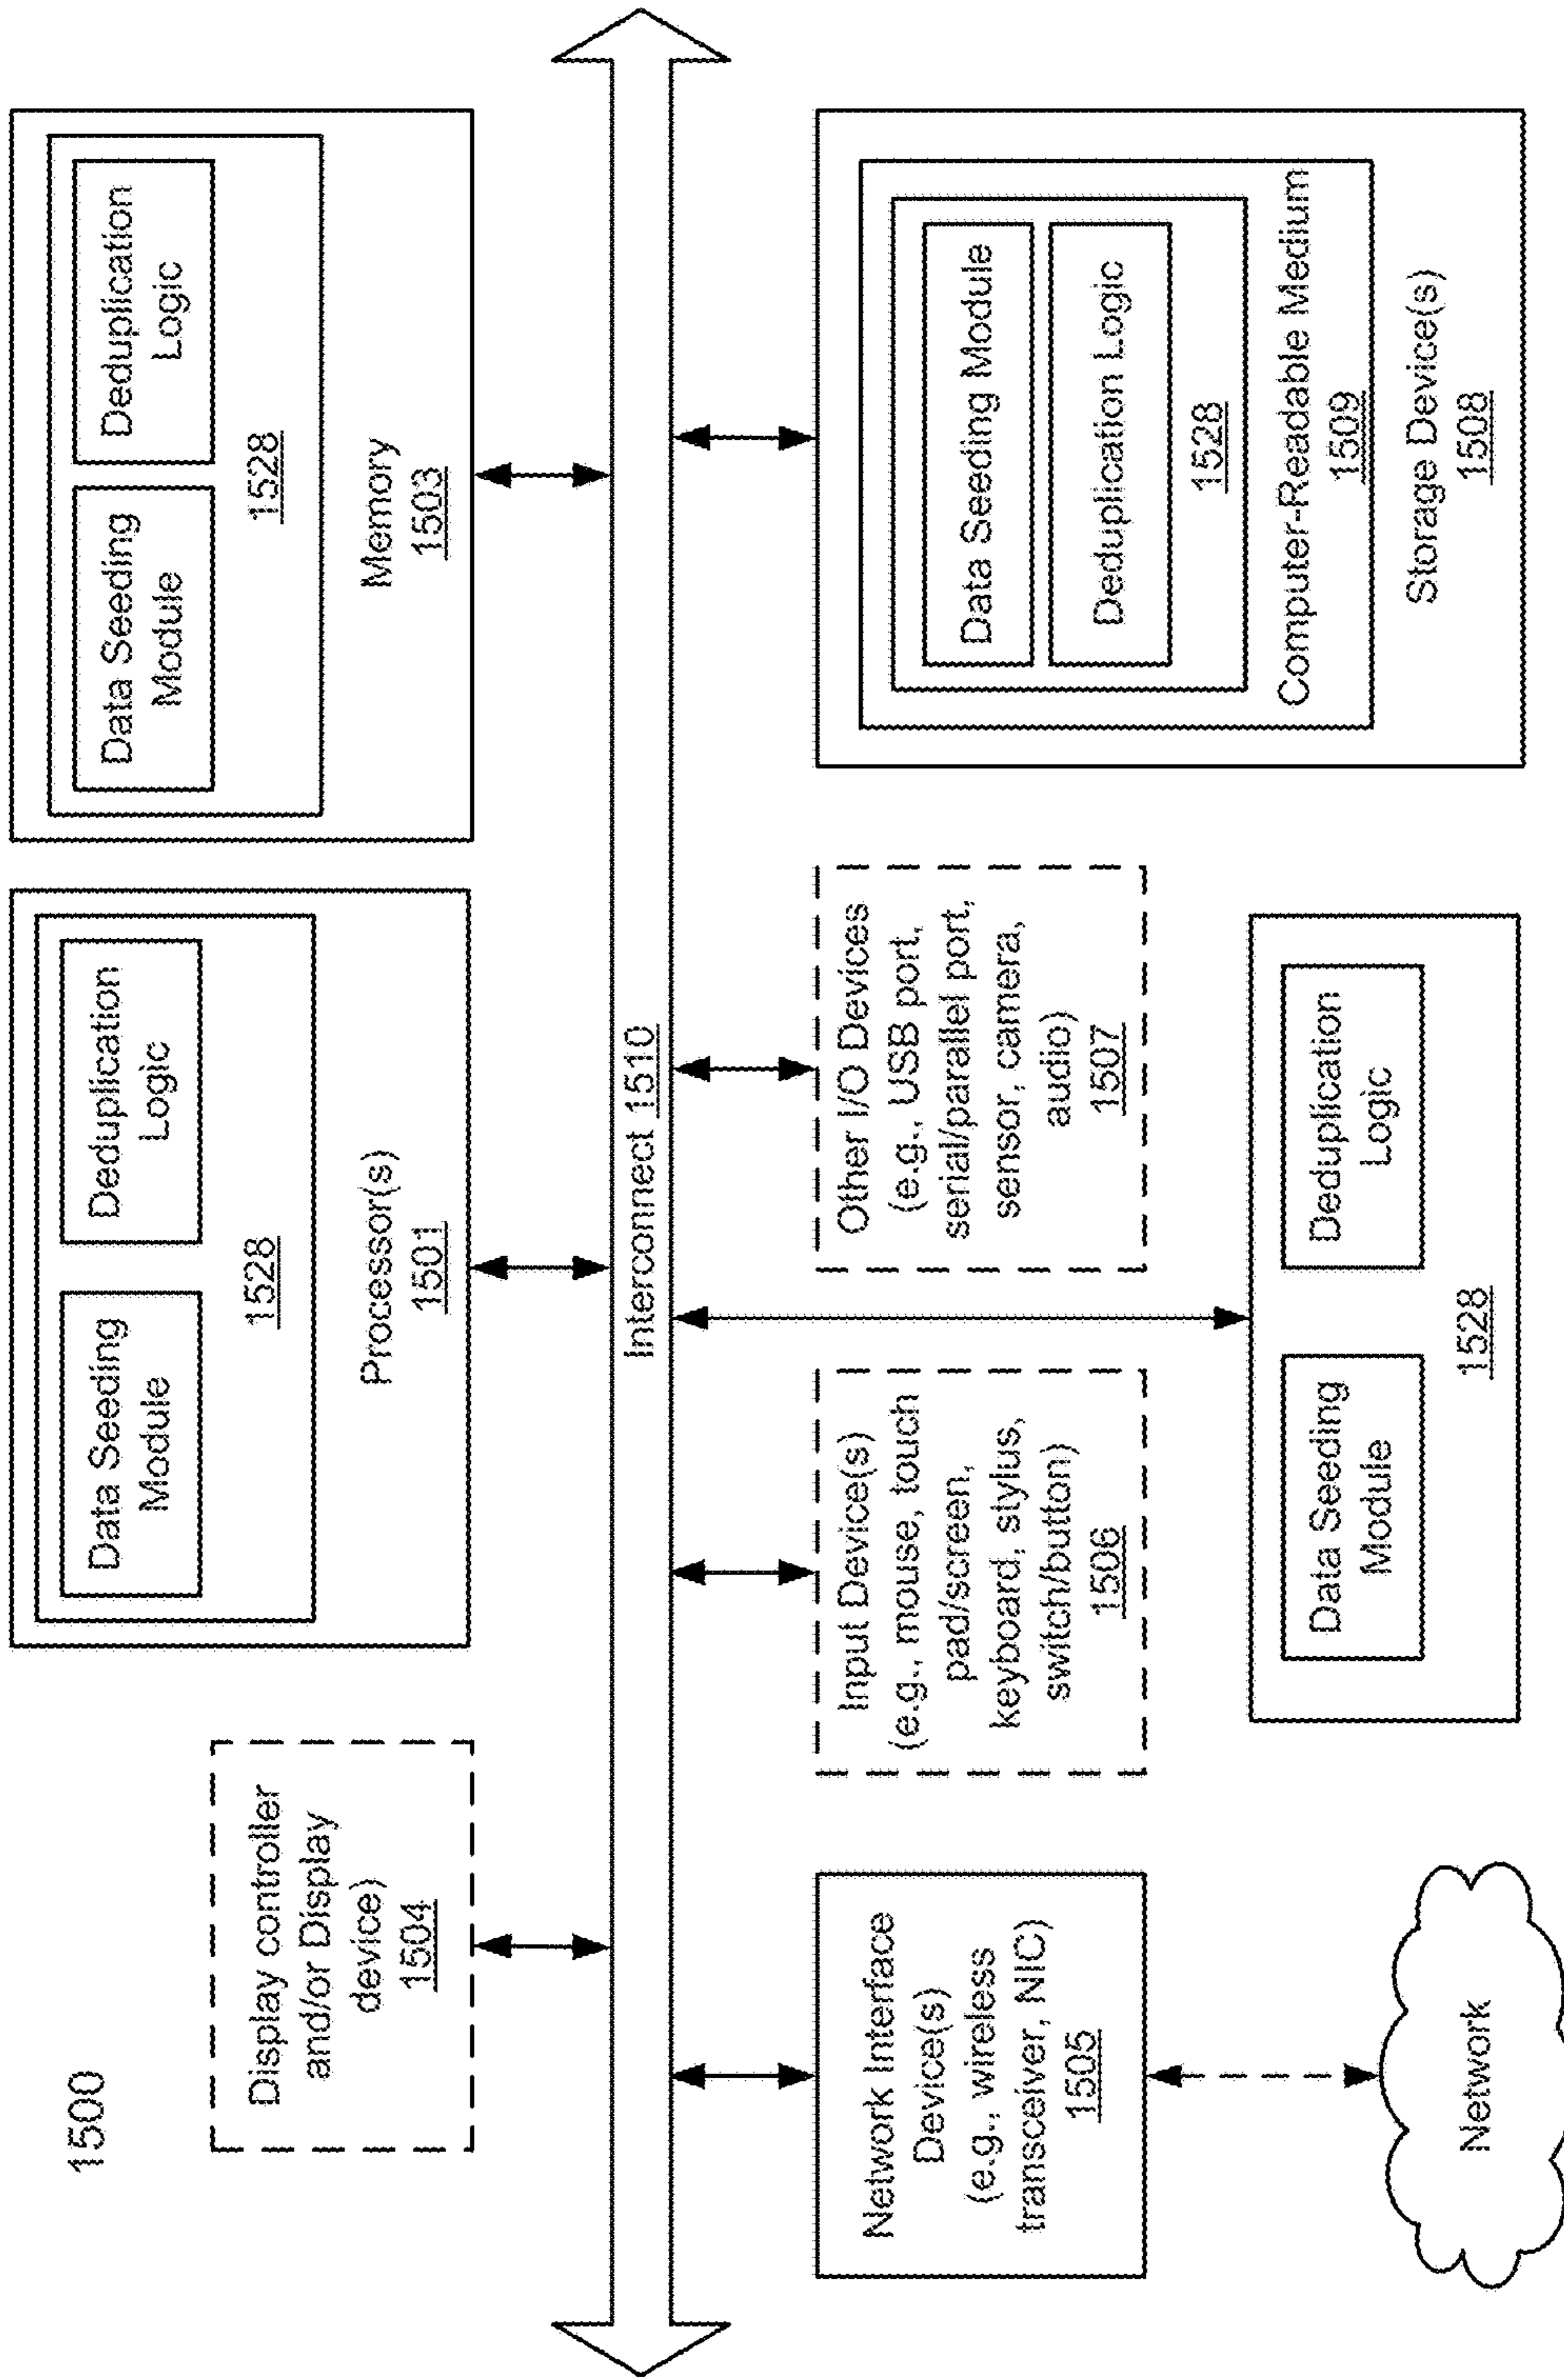 1500
Display controller
and/or Display
device)
1504
Data Seeding
Module
Deduplication
Logic
1528
Processor(s)
1501
Data Seeding
Module
Deduplication
Logic
1528
Memory
1503
Interconnect 1510
Network Interface
Device(s)
(e.g., wireless
transceiver, NIC)
1505
Input Device(s)
(e.g., mouse, touch
pad/screen,
keyboard, stylus,
switch/button)
1506
Other I/O Devices
(e.g., USB port,
serial/parallel port,
sensor, camera,
audio)
1507
Data Seeding Module
Deduplication Logic
1528
Computer-Readable Medium
1509
Storage Device(s)
1508
Network
Data Seeding
Module
Deduplication
Logic
1528